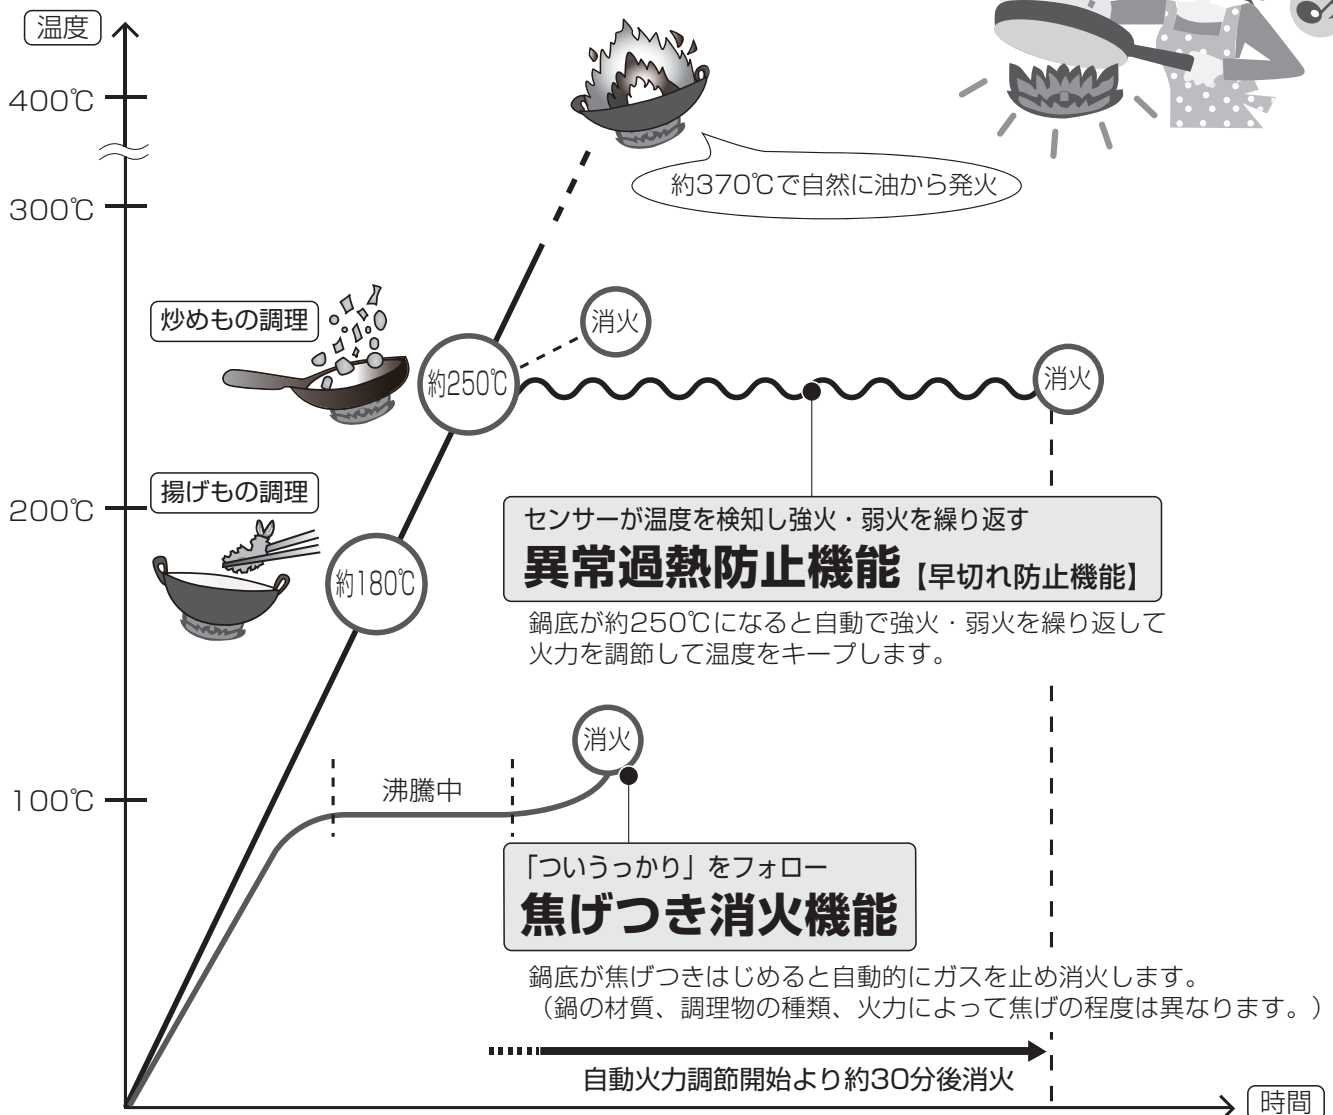 温度
400℃
約370℃で自然に油から発火
300℃
炒めもの調理
消火
約250℃
消火
揚げもの調理
200℃
約180℃
センサーが温度を検知し強火・弱火を繰り返す
異常過熱防止機能【早切れ防止機能】
鍋底が約250℃になると自動で強火・弱火を繰り返して
火力を調節して温度をキープします。
消火
沸騰中
100℃
「ついうっかり」をフォロー
焦げつき消火機能
鍋底が焦げつきはじめると自動的にガスを止め消火します。
（鍋の材質、調理物の種類、火力によって焦げの程度は異なります。）
自動火力調節開始より約30分後消火
時間